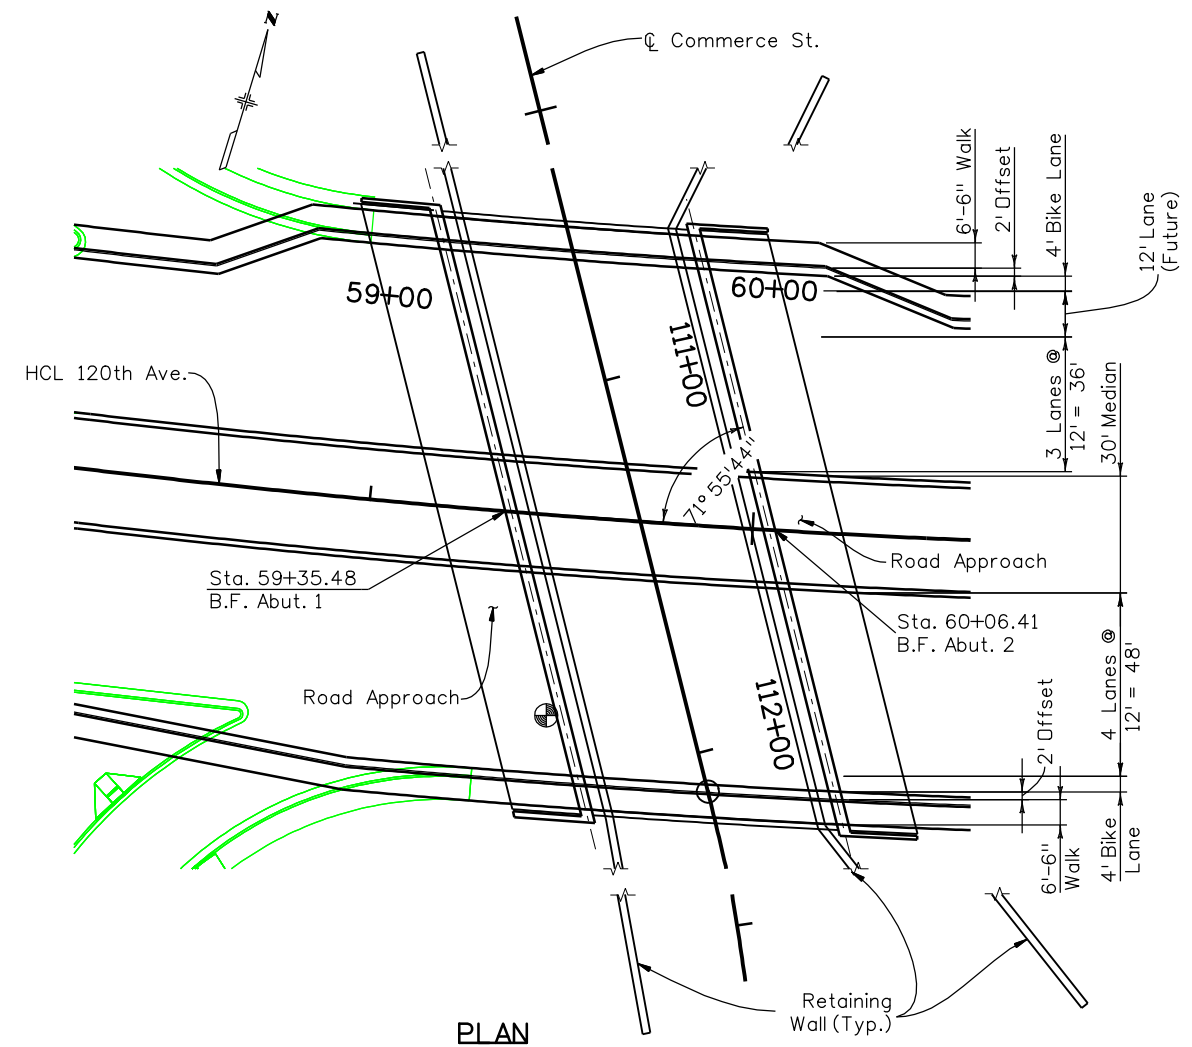 N
℄ Commerce St.
6'-6" Walk
2' Offset
4' Bike Lane
12' Lane
(Future)
59+00
60+00
111+00
HCL 120th Ave.
3 Lanes @
12' = 36'
30' Median
71° 55'44"
Road Approach
Sta. 59+35.48
B.F. Abut. 1
Sta. 60+06.41
B.F. Abut. 2
Road Approach
112+00
4 Lanes @
12' = 48'
2' Offset
6'-6"
Walk
4' Bike
Lane
Retaining
Wall (Typ.)
PLAN